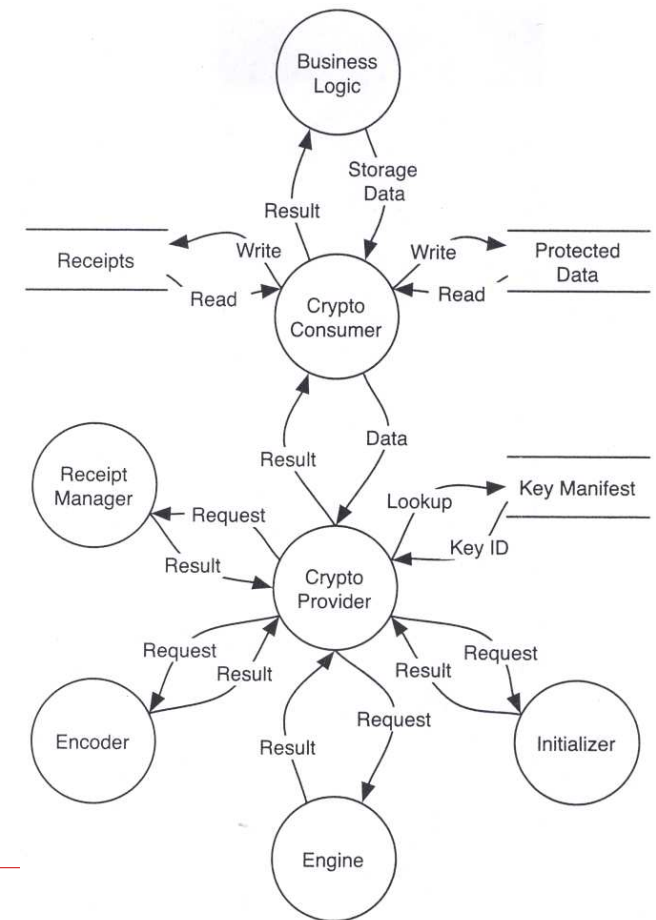 Business
Logic
Storage
Data
Result
Receipts
Write
Read
Write
Read
Protected
Data
Crypto
Consumer
Result
Data
Receipt
Manager
Request
Result
Lookup
Key ID
Key Manifest
Crypto
Provider
Request
Result
Result
Request
Encoder
Result
Request
Initializer
Engine